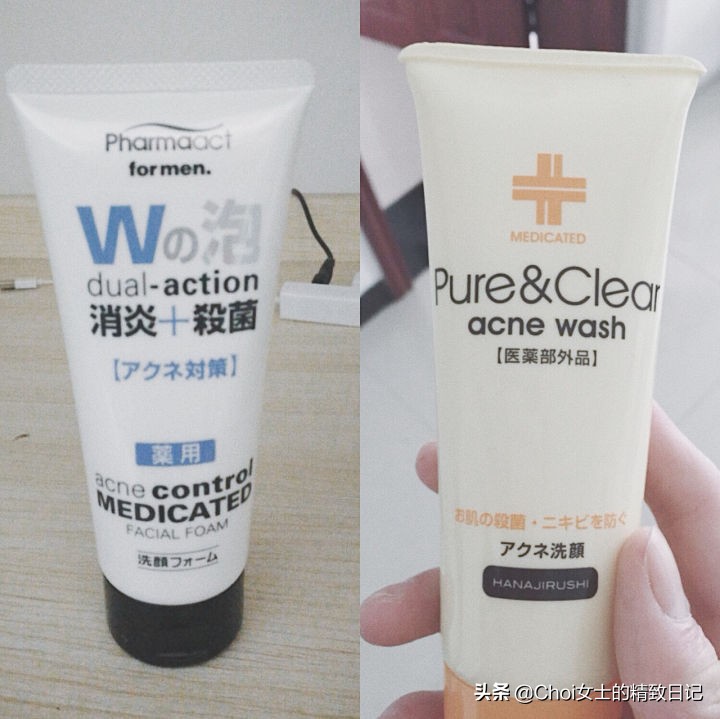 Pharmaact
for men.
Wの泡
dual-action
消炎+殺菌
【アクネ対策】
薬用
acne control
MEDICATED
FACIAL FOAM
洗顔フォーム
MEDICATED
Pure&Clear
acne wash
【医薬部外品】
お肌の殺菌・ニキビを防ぐ
アクネ洗顔
HANAJIRUSHI
头条 @Choi女士的精致日记